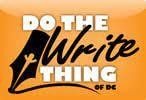 DO THE
Write
THING
OF DC